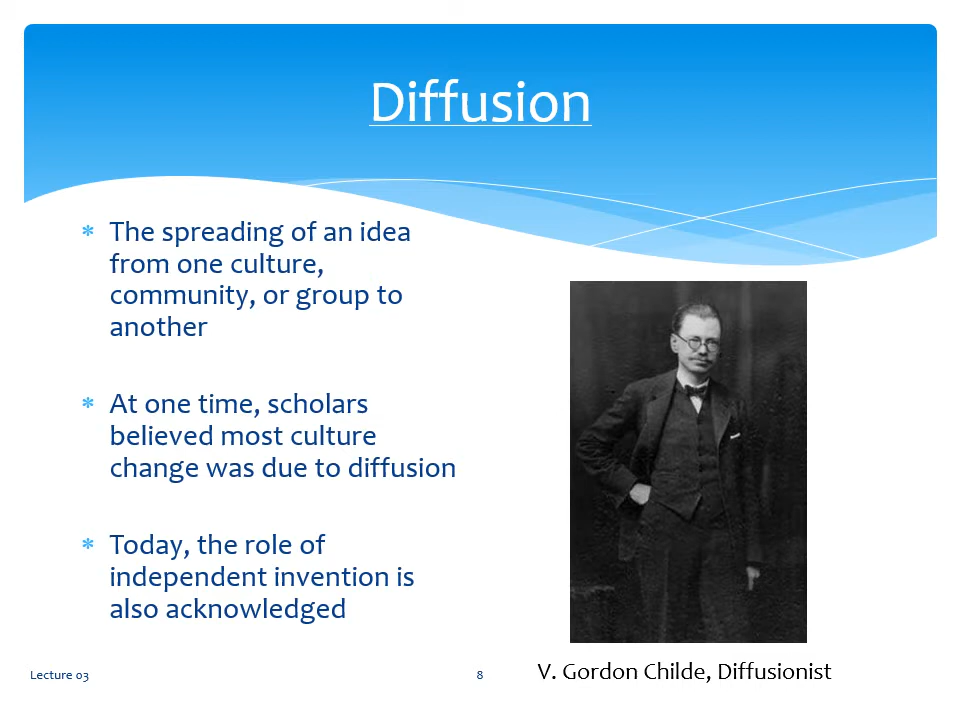 Diffusion
* The spreading of an idea
from one culture,
community, or group to
another
* At one time, scholars
believed most culture
change was due to diffusion
* Today, the role of
independent invention is
also acknowledged
Lecture 03
8
V. Gordon Childe, Diffusionist